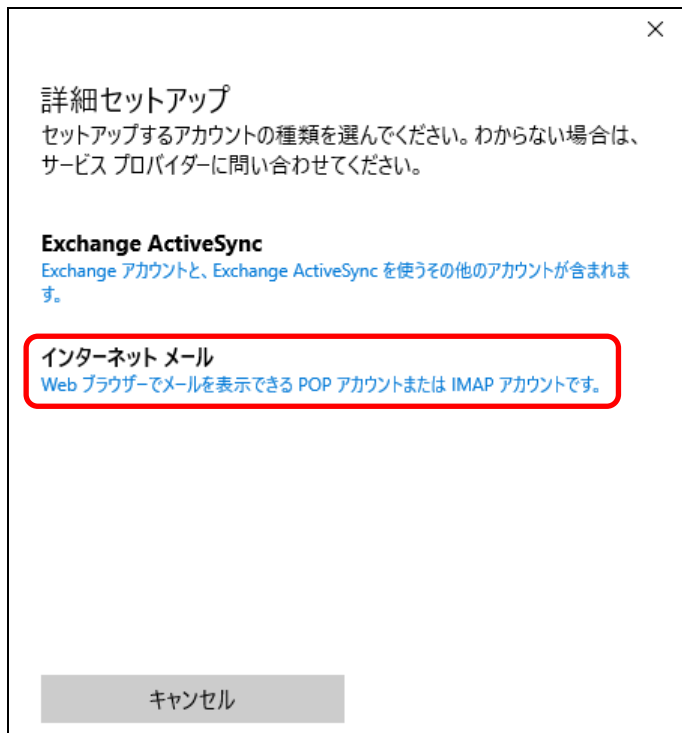 詳細セットアップ
セットアップするアカウントの種類を選んでください。わからない場合は、
サービス プロバイダーに問い合わせてください。
Exchange ActiveSync
Exchange アカウントと、Exchange ActiveSync を使うその他のアカウントが含まれま
す。
インターネット メール
Web ブラウザーでメールを表示できる POP アカウントまたは IMAP アカウントです。
キャンセル